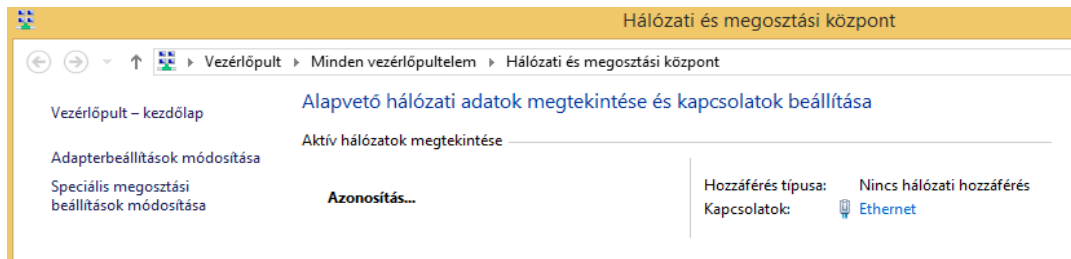 Hálózati és megosztási központ
Vezérlőpult Minden vezérlőpultelem Hálózati és megosztási központ
Vezérlőpult – kezdőlap
Adapterbeállítások módosítása
Speciális megosztási
beállítások módosítása
Alapvető hálózati adatok megtekintése és kapcsolatok beállítása
Aktív hálózatok megtekintése
Azonosítás...
Hozzáférés típusa: Nincs hálózati hozzáférés
Kapcsolatok: Ethernet